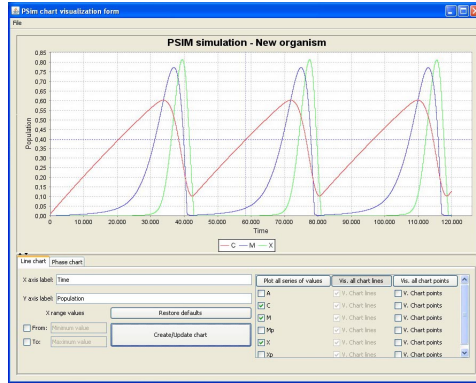 PSim chart visualization form
File
PSIM simulation - New organism
0,85
0,80
0,75
0,70
0,65
0,60
0,55
0,50
0,45
0,40
0,35
0,30
0,25
0,20
0,15
0,10
0,05
0,00
Population
0 10.000 20.000 30.000 40.000 50.000 60.000 70.000 80.000 90.000 100.000 110.000 120.000
Time
C M X
Line chart Phase chart
X axis label: Time
Y axis label: Population
X range values Restore defaults
From: Minimum value
To: Maximum value
Create/Update chart
Plot all series of values Vis. all chart lines Vis. all chart points
A V. Chart lines V. Chart points
C V. Chart lines V. Chart points
M V. Chart lines V. Chart points
Mp V. Chart lines V. Chart points
X V. Chart lines V. Chart points
Xp V. Chart lines V. Chart points